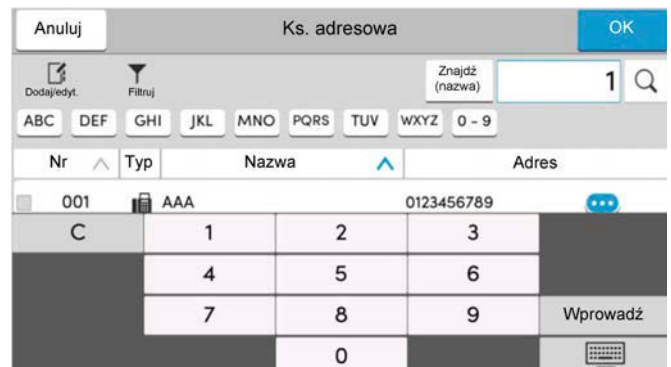 Anuluj Ks. adresowa OK
Dodaj/edyt. Filtruj Znajdź (nazwa) 1
ABC DEF GHI JKL MNO PQRS TUV WXYZ 0 - 9
Nr Typ Nazwa Adres
001 AAA 0123456789
C 1 2 3
4 5 6
7 8 9 Wprowadź
0